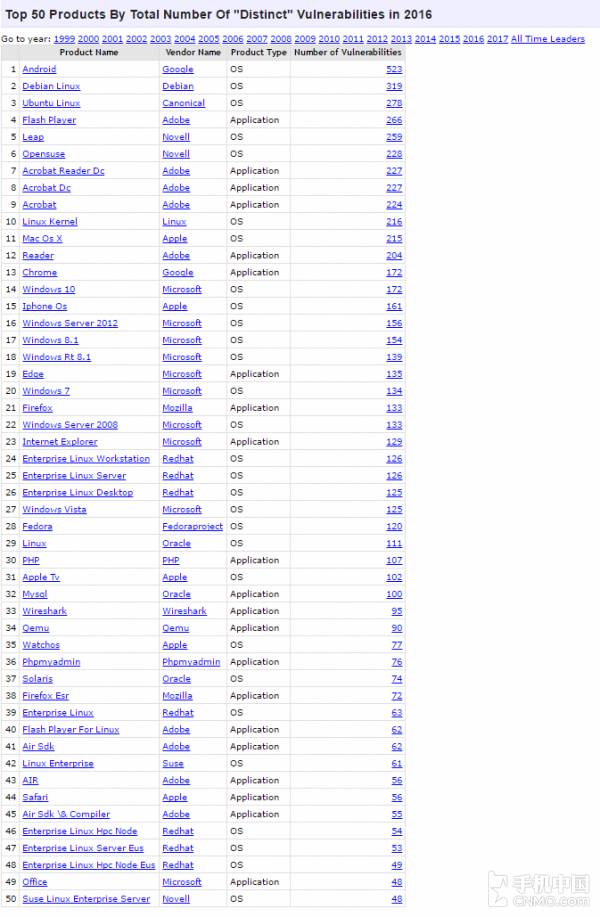 Top 50 Products By Total Number Of "Distinct" Vulnerabilities in 2016
Go to year: 1999 2000 2001 2002 2003 2004 2005 2006 2007 2008 2009 2010 2011 2012 2013 2014 2015 2016 2017 All Time Leaders
Product Name Vendor Name Product Type Number of Vulnerabilities
1 Android Google OS 523
2 Debian Linux Debian OS 319
3 Ubuntu Linux Canonical OS 278
4 Flash Player Adobe Application 266
5 Leap Novell OS 259
6 Opensuse Novell OS 228
7 Acrobat Reader Dc Adobe Application 227
8 Acrobat Dc Adobe Application 227
9 Acrobat Adobe Application 224
10 Linux Kernel Linux OS 216
11 Mac Os X Apple OS 215
12 Reader Adobe Application 204
13 Chrome Google Application 172
14 Windows 10 Microsoft OS 172
15 Iphone Os Apple OS 161
16 Windows Server 2012 Microsoft OS 156
17 Windows 8.1 Microsoft OS 154
18 Windows Rt 8.1 Microsoft OS 139
19 Edge Microsoft Application 135
20 Windows 7 Microsoft OS 134
21 Firefox Mozilla Application 133
22 Windows Server 2008 Microsoft OS 133
23 Internet Explorer Microsoft Application 129
24 Enterprise Linux Workstation Redhat OS 126
25 Enterprise Linux Server Redhat OS 126
26 Enterprise Linux Desktop Redhat OS 125
27 Windows Vista Microsoft OS 125
28 Fedora Fedoraproject OS 120
29 Linux Oracle OS 111
30 PHP PHP Application 107
31 Apple Tv Apple OS 102
32 Mysql Oracle Application 100
33 Wireshark Wireshark Application 95
34 Qemu Qemu Application 90
35 Watchos Apple OS 77
36 Phpmyadmin Phpmyadmin Application 76
37 Solaris Oracle OS 74
38 Firefox Esr Mozilla Application 72
39 Enterprise Linux Redhat OS 63
40 Flash Player For Linux Adobe Application 62
41 Air Sdk Adobe Application 62
42 Linux Enterprise Suse OS 61
43 AIR Adobe Application 56
44 Safari Apple Application 56
45 Air Sdk \& Compiler Adobe Application 55
46 Enterprise Linux Hpc Node Redhat OS 54
47 Enterprise Linux Server Eus Redhat OS 53
48 Enterprise Linux Hpc Node Eus Redhat OS 49
49 Office Microsoft Application 48
50 Suse Linux Enterprise Server Novell OS 48
手机中国
CNMO.COM